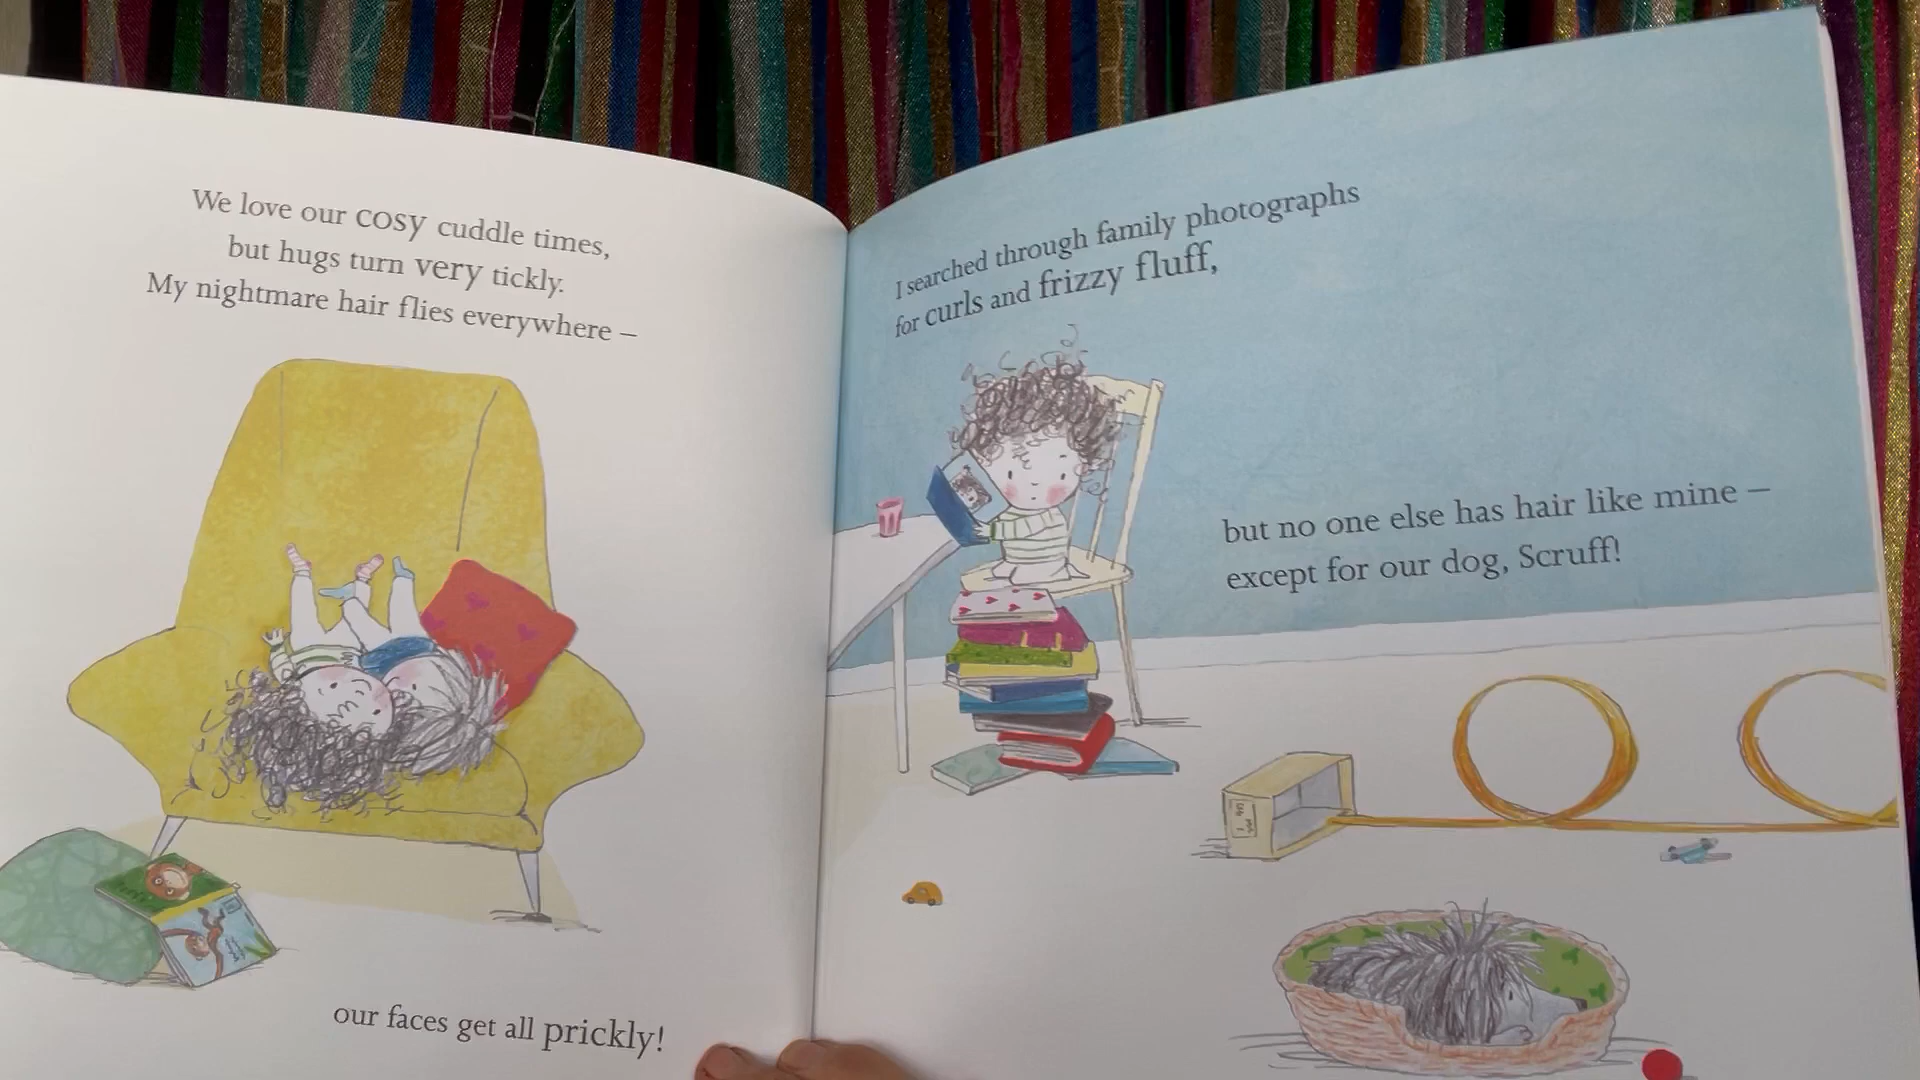 We love our cosy cuddle times,
but hugs turn very tickly.
My nightmare hair flies everywhere –
our faces get all prickly!
I searched through family photographs
for curls and frizzy fluff,
but no one else has hair like mine –
except for our dog, Scruff!